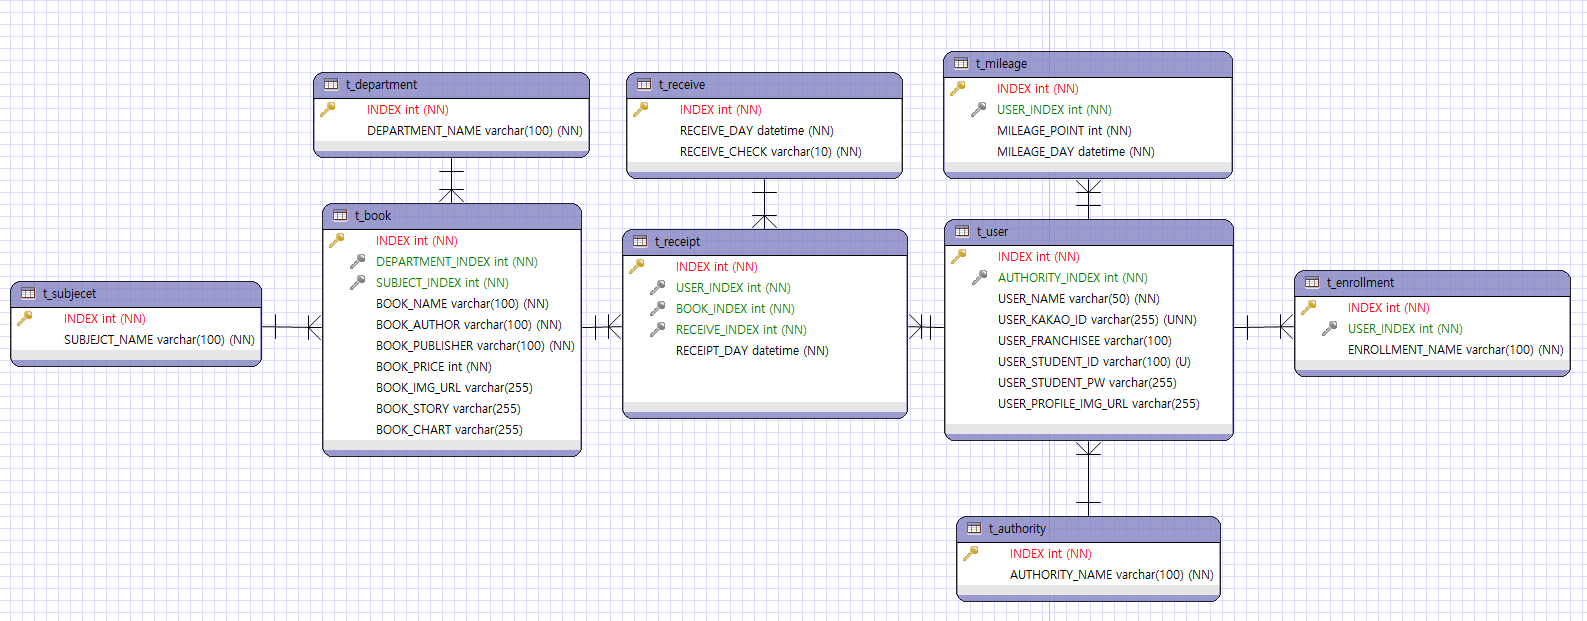 t_department
INDEX int (NN)
DEPARTMENT_NAME varchar(100) (NN)
t_receive
INDEX int (NN)
RECEIVE_DAY datetime (NN)
RECEIVE_CHECK varchar(10) (NN)
t_mileage
INDEX int (NN)
USER_INDEX int (NN)
MILEAGE_POINT int (NN)
MILEAGE_DAY datetime (NN)
t_subjecet
INDEX int (NN)
SUBJEJCT_NAME varchar(100) (NN)
t_book
INDEX int (NN)
DEPARTMENT_INDEX int (NN)
SUBJECT_INDEX int (NN)
BOOK_NAME varchar(100) (NN)
BOOK_AUTHOR varchar(100) (NN)
BOOK_PUBLISHER varchar(100) (NN)
BOOK_PRICE int (NN)
BOOK_IMG_URL varchar(255)
BOOK_STORY varchar(255)
BOOK_CHART varchar(255)
t_receipt
INDEX int (NN)
USER_INDEX int (NN)
BOOK_INDEX int (NN)
RECEIVE_INDEX int (NN)
RECEIPT_DAY datetime (NN)
t_user
INDEX int (NN)
AUTHORITY_INDEX int (NN)
USER_NAME varchar(50) (NN)
USER_KAKAO_ID varchar(255) (UNN)
USER_FRANCHISEE varchar(100)
USER_STUDENT_ID varchar(100) (U)
USER_STUDENT_PW varchar(255)
USER_PROFILE_IMG_URL varchar(255)
t_enrollment
INDEX int (NN)
USER_INDEX int (NN)
ENROLLMENT_NAME varchar(100) (NN)
t_authority
INDEX int (NN)
AUTHORITY_NAME varchar(100) (NN)